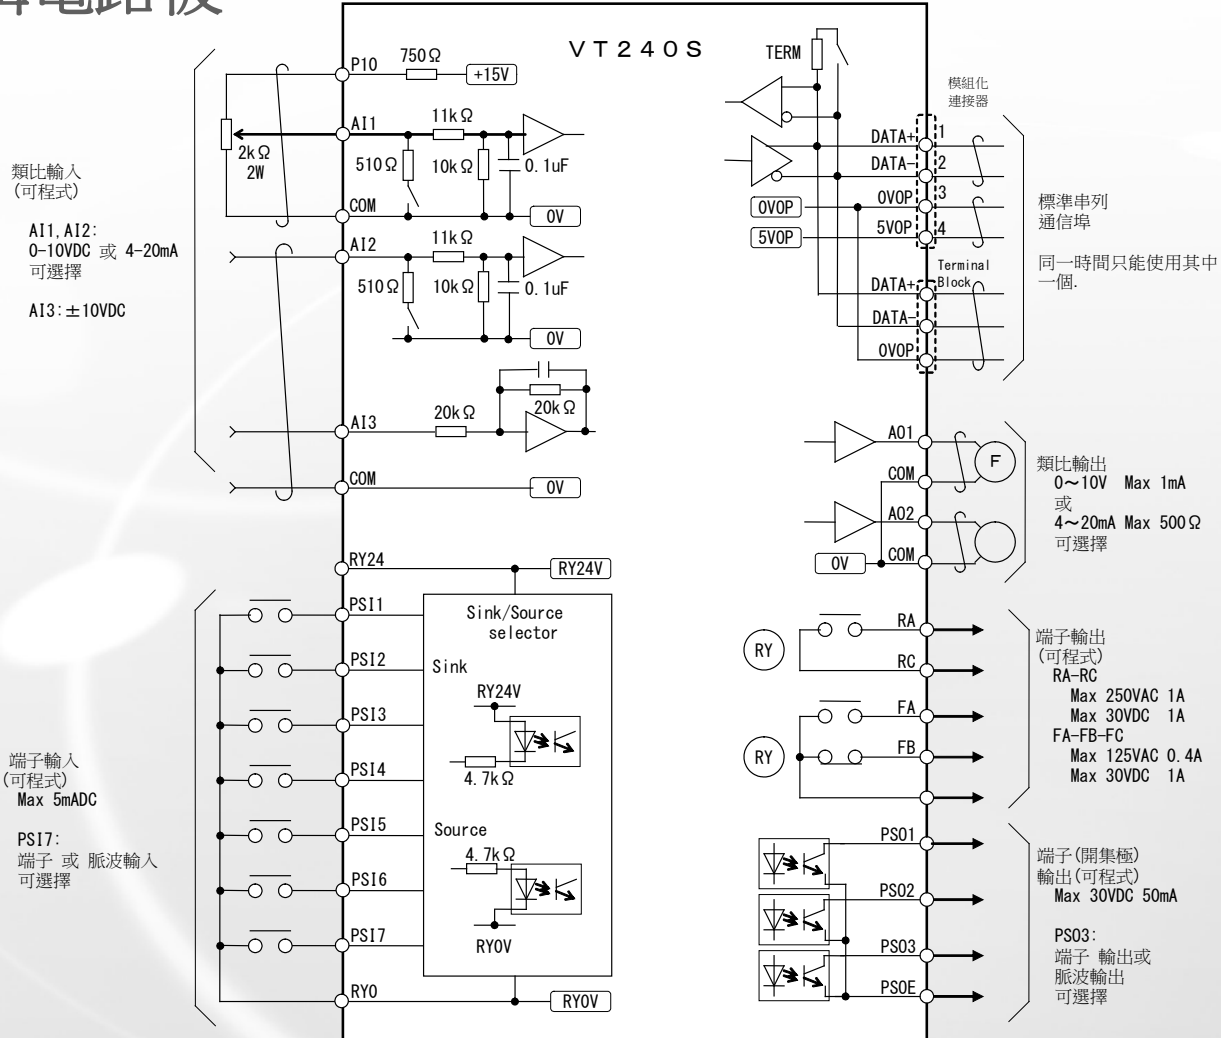 電路板
VT240S
類比輸入
(可程式)
AI1,AI2:
0-10VDC 或 4-20mA
可選擇
AI3:±10VDC
2kΩ
2W
P10
750Ω
+15V
AI1
11kΩ
510Ω
10kΩ
0.1uF
COM
0V
AI2
11kΩ
510Ω
10kΩ
0.1uF
0V
AI3
20kΩ
20kΩ
COM
0V
RY24
RY24V
端子輸入
(可程式)
Max 5mADC
PSI7:
端子 或 脈波輸入
可選擇
PSI1
PSI2
PSI3
PSI4
PSI5
PSI6
PSI7
RY0
RY0V
Sink/Source
selector
Sink
RY24V
4.7kΩ
Source
4.7kΩ
RY0V
TERM
模組化
連接器
DATA+
1
DATA-
2
0VOP
0VOP
3
5VOP
5VOP
4
Terminal
Block
DATA+
DATA-
0VOP
標準串列
通信埠
同一時間只能使用其中
一個.
AO1
COM
AO2
0V
COM
F
類比輸出
0～10V Max 1mA
或
4～20mA Max 500Ω
可選擇
RY
RA
RC
RY
FA
FB
端子輸出
(可程式)
RA-RC
Max 250VAC 1A
Max 30VDC 1A
FA-FB-FC
Max 125VAC 0.4A
Max 30VDC 1A
PSO1
PSO2
PSO3
PSOE
端子(開集極)
輸出(可程式)
Max 30VDC 50mA
PSO3:
端子 輸出或
脈波輸出
可選擇